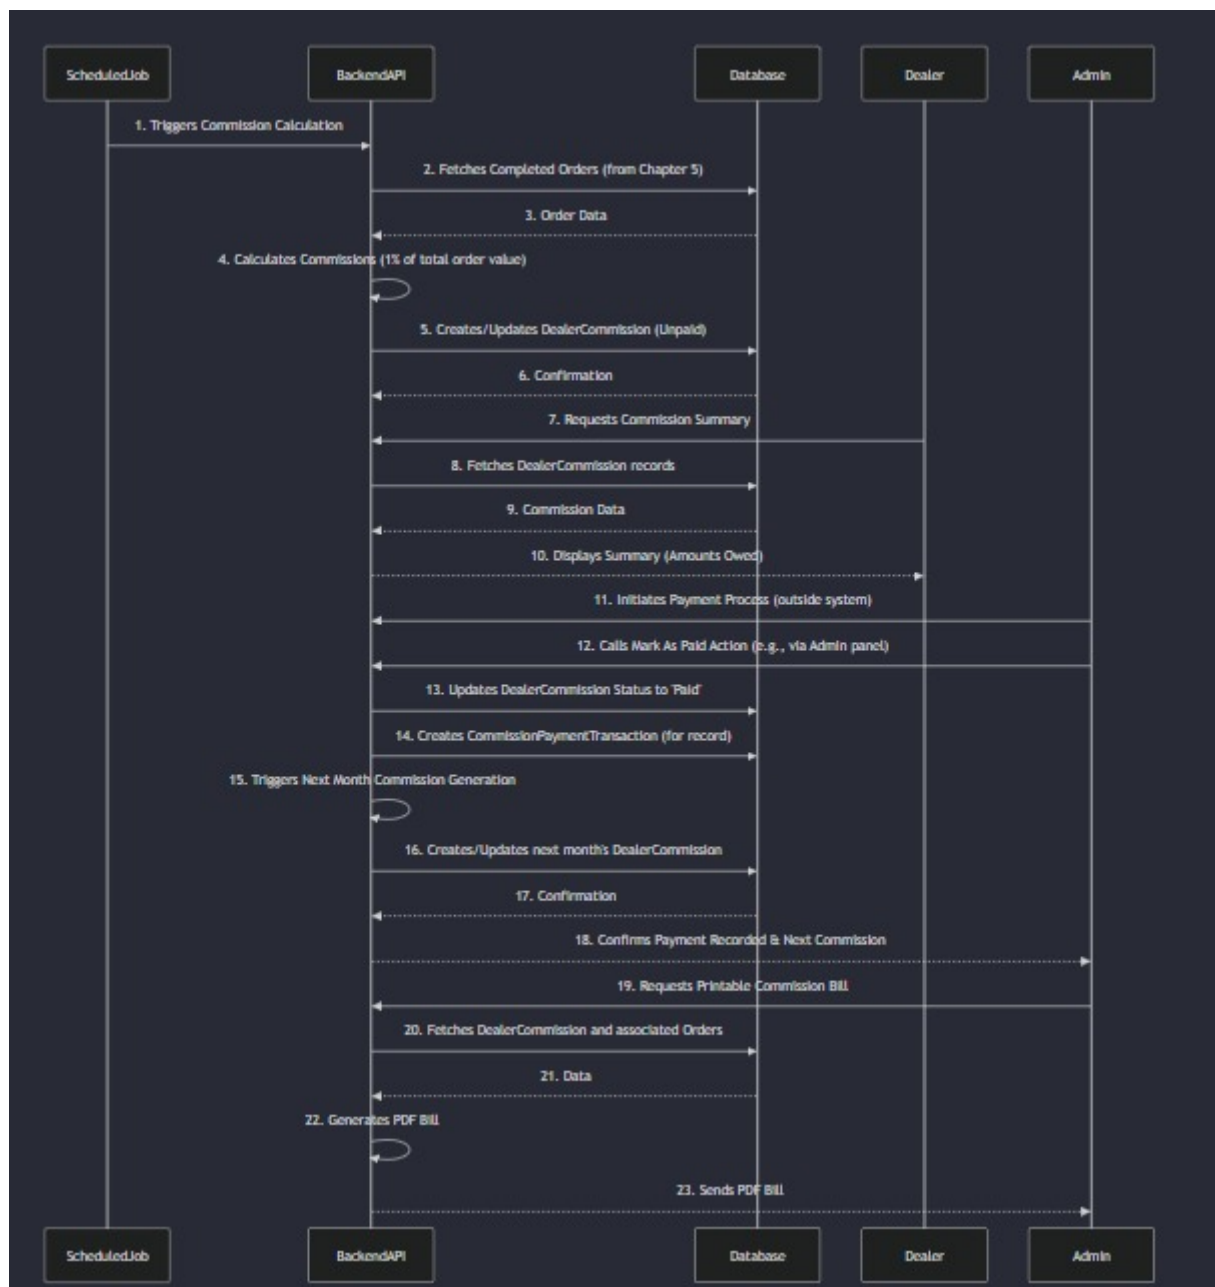 ScheduledJob
BackendAPI
Database
Dealer
Admin
1. Triggers Commission Calculation
2. Fetches Completed Orders (from Chapter 5)
3. Order Data
4. Calculates Commissions (1% of total order value)
5. Creates/Updates DealerCommission (Unpaid)
6. Confirmation
7. Requests Commission Summary
8. Fetches DealerCommission records
9. Commission Data
10. Displays Summary (Amounts Owed)
11. Initiates Payment Process (outside system)
12. Calls Mark As Paid Action (e.g., via Admin panel)
13. Updates DealerCommission Status to 'Paid'
14. Creates CommissionPaymentTransaction (for record)
15. Triggers Next Month Commission Generation
16. Creates/Updates next month's DealerCommission
17. Confirmation
18. Confirms Payment Recorded & Next Commission
19. Requests Printable Commission Bill
20. Fetches DealerCommission and associated Orders
21. Data
22. Generates PDF Bill
23. Sends PDF Bill
ScheduledJob
BackendAPI
Database
Dealer
Admin